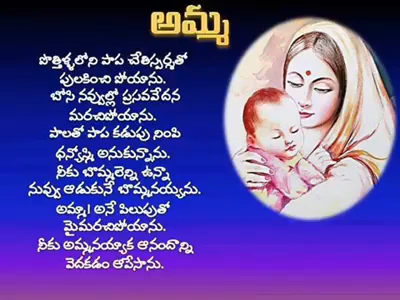 అమ్మ
పొత్తిళ్ళలోని పాప చేతిస్పర్శతో
పులకించి పోయాను.
బోసి నవ్వుల్లో ప్రసవవేదన
మరచిపోయాను.
పాలతో పాప కడుపు నింపి
ధన్యోస్మి అనుకున్నాను.
నీకు బొమ్మలెన్ని ఉన్నా
నువ్వు ఆడుకునే బొమ్మనయ్యను.
అమ్మా! అనే పిలుపుతో
మైమరచిపోయాను.
నీకు అమ్మనయ్యాక ఆనందాన్ని
వెదకడం ఆపేసాను.